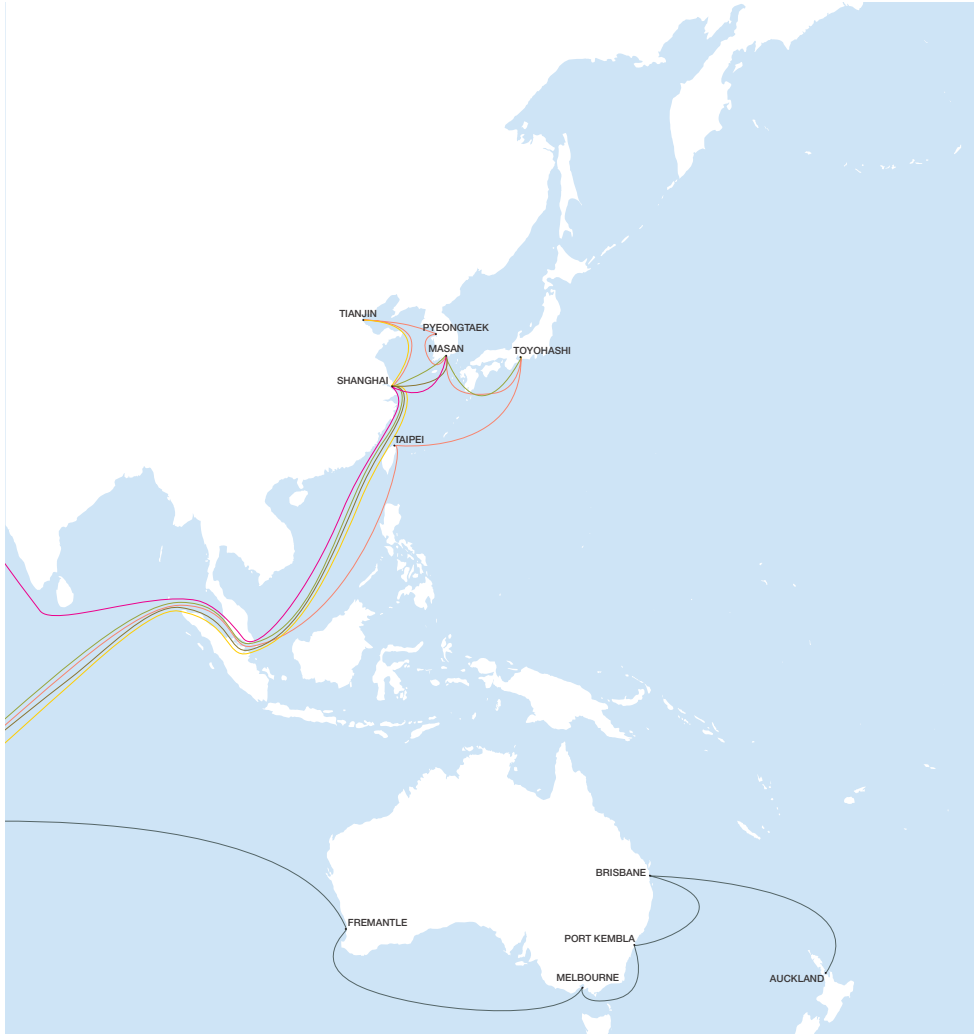 TIANJIN
PYEONGTAEK
MASAN
TOYOHASHI
SHANGHAI
TAIPEI
BRISBANE
FREMANTLE
PORT KEMBLA
MELBOURNE
AUCKLAND